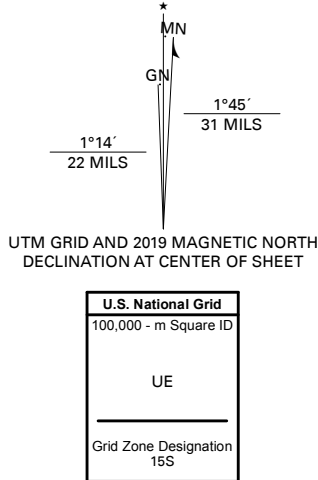 ★
MN
GN
1°45´
31 MILS
1°14´
22 MILS
UTM GRID AND 2019 MAGNETIC NORTH
DECLINATION AT CENTER OF SHEET
U.S. National Grid
100,000 - m Square ID
UE
Grid Zone Designation
15S